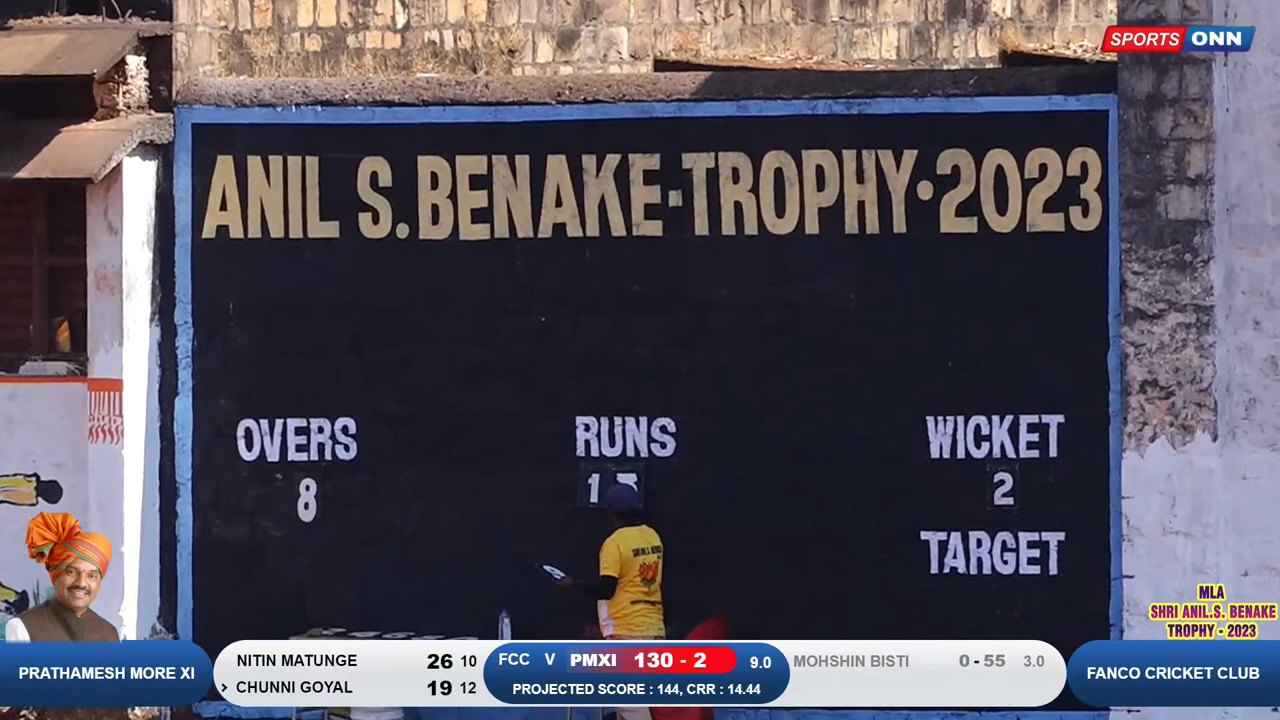 SPORTS ONN
ANIL S. BENAKE-TROPHY•2023
OVERS
RUNS
WICKET
8
2
TARGET
MLA
SHRI ANIL.S. BENAKE
TROPHY - 2023
PRATHAMESH MORE XI
NITIN MATUNGE 26 10
> CHUNNI GOYAL 19 12
FCC V PMXI 130 - 2 9.0
PROJECTED SCORE : 144, CRR : 14.44
MOHSHIN BISTI 0 - 55 3.0
FANCO CRICKET CLUB